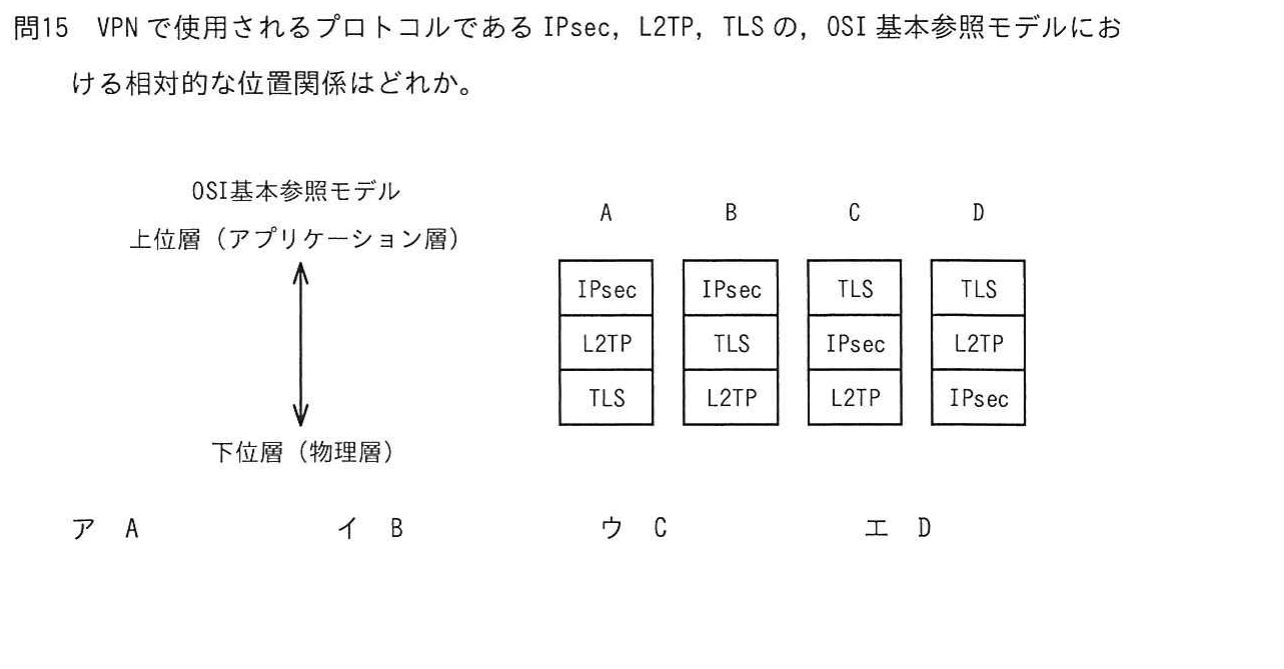 問15 VPN で使用されるプロトコルである IPsec, L2TP, TLS の, OSI 基本参照モデルにお
ける相対的な位置関係はどれか。
OSI基本参照モデル
上位層（アプリケーション層）
下位層（物理層）
A B C D
IPsec IPsec TLS TLS
L2TP TLS IPsec L2TP
TLS L2TP L2TP IPsec
ア A イ B ウ C エ D